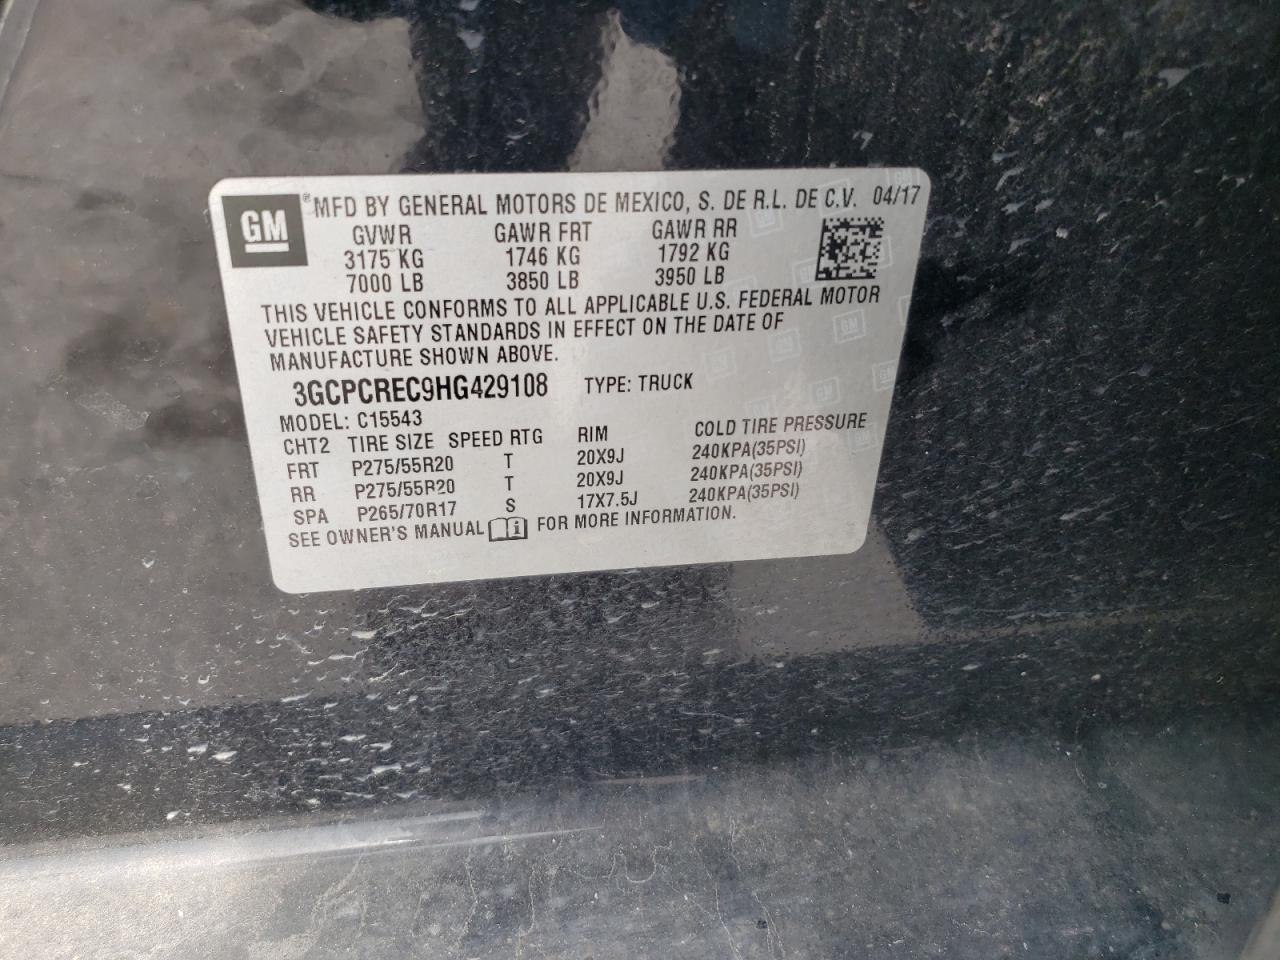 GM ® MFD BY GENERAL MOTORS DE MEXICO, S. DE R.L. DE C.V. 04/17
GVWR GAWR FRT GAWR RR
3175 KG 1746 KG 1792 KG
7000 LB 3850 LB 3950 LB
THIS VEHICLE CONFORMS TO ALL APPLICABLE U.S. FEDERAL MOTOR
VEHICLE SAFETY STANDARDS IN EFFECT ON THE DATE OF
MANUFACTURE SHOWN ABOVE.
3GCPCREC9HG429108 TYPE: TRUCK
MODEL: C15543
CHT2 TIRE SIZE SPEED RTG RIM COLD TIRE PRESSURE
FRT P275/55R20 T 20X9J 240KPA(35PSI)
RR P275/55R20 T 20X9J 240KPA(35PSI)
SPA P265/70R17 S 17X7.5J 240KPA(35PSI)
SEE OWNER'S MANUAL i FOR MORE INFORMATION.